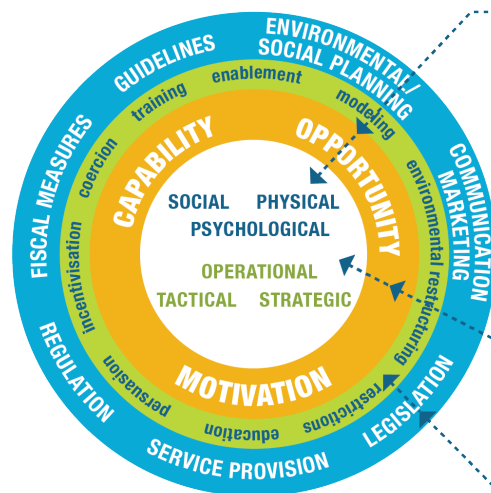 ENVIRONMENTAL/
SOCIAL PLANNING
COMMUNICATION
MARKETING
LEGISLATION
SERVICE PROVISION
REGULATION
FISCAL MEASURES
GUIDELINES
enablement
modeling
environmental restructuring
restrictions
education
persuasion
incentivisation
coercion
training
CAPABILITY
OPPORTUNITY
MOTIVATION
SOCIAL PHYSICAL
PSYCHOLOGICAL
OPERATIONAL
TACTICAL STRATEGIC